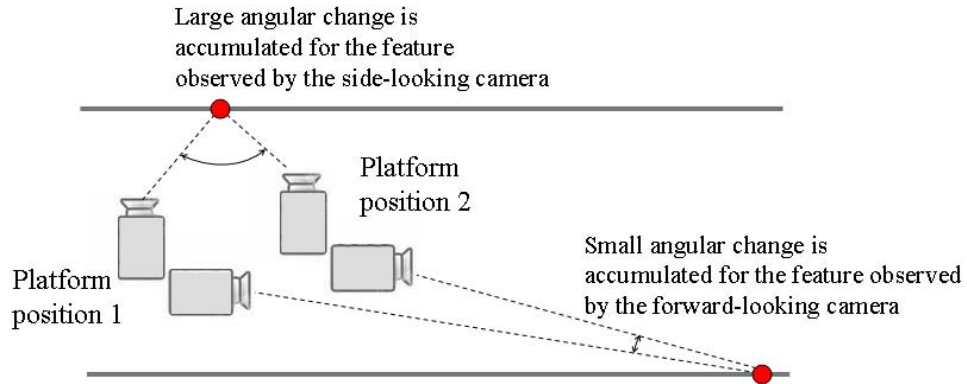 Large angular change is
accumulated for the feature
observed by the side-looking camera
Platform
position 2
Platform
position 1
Small angular change is
accumulated for the feature observed
by the forward-looking camera